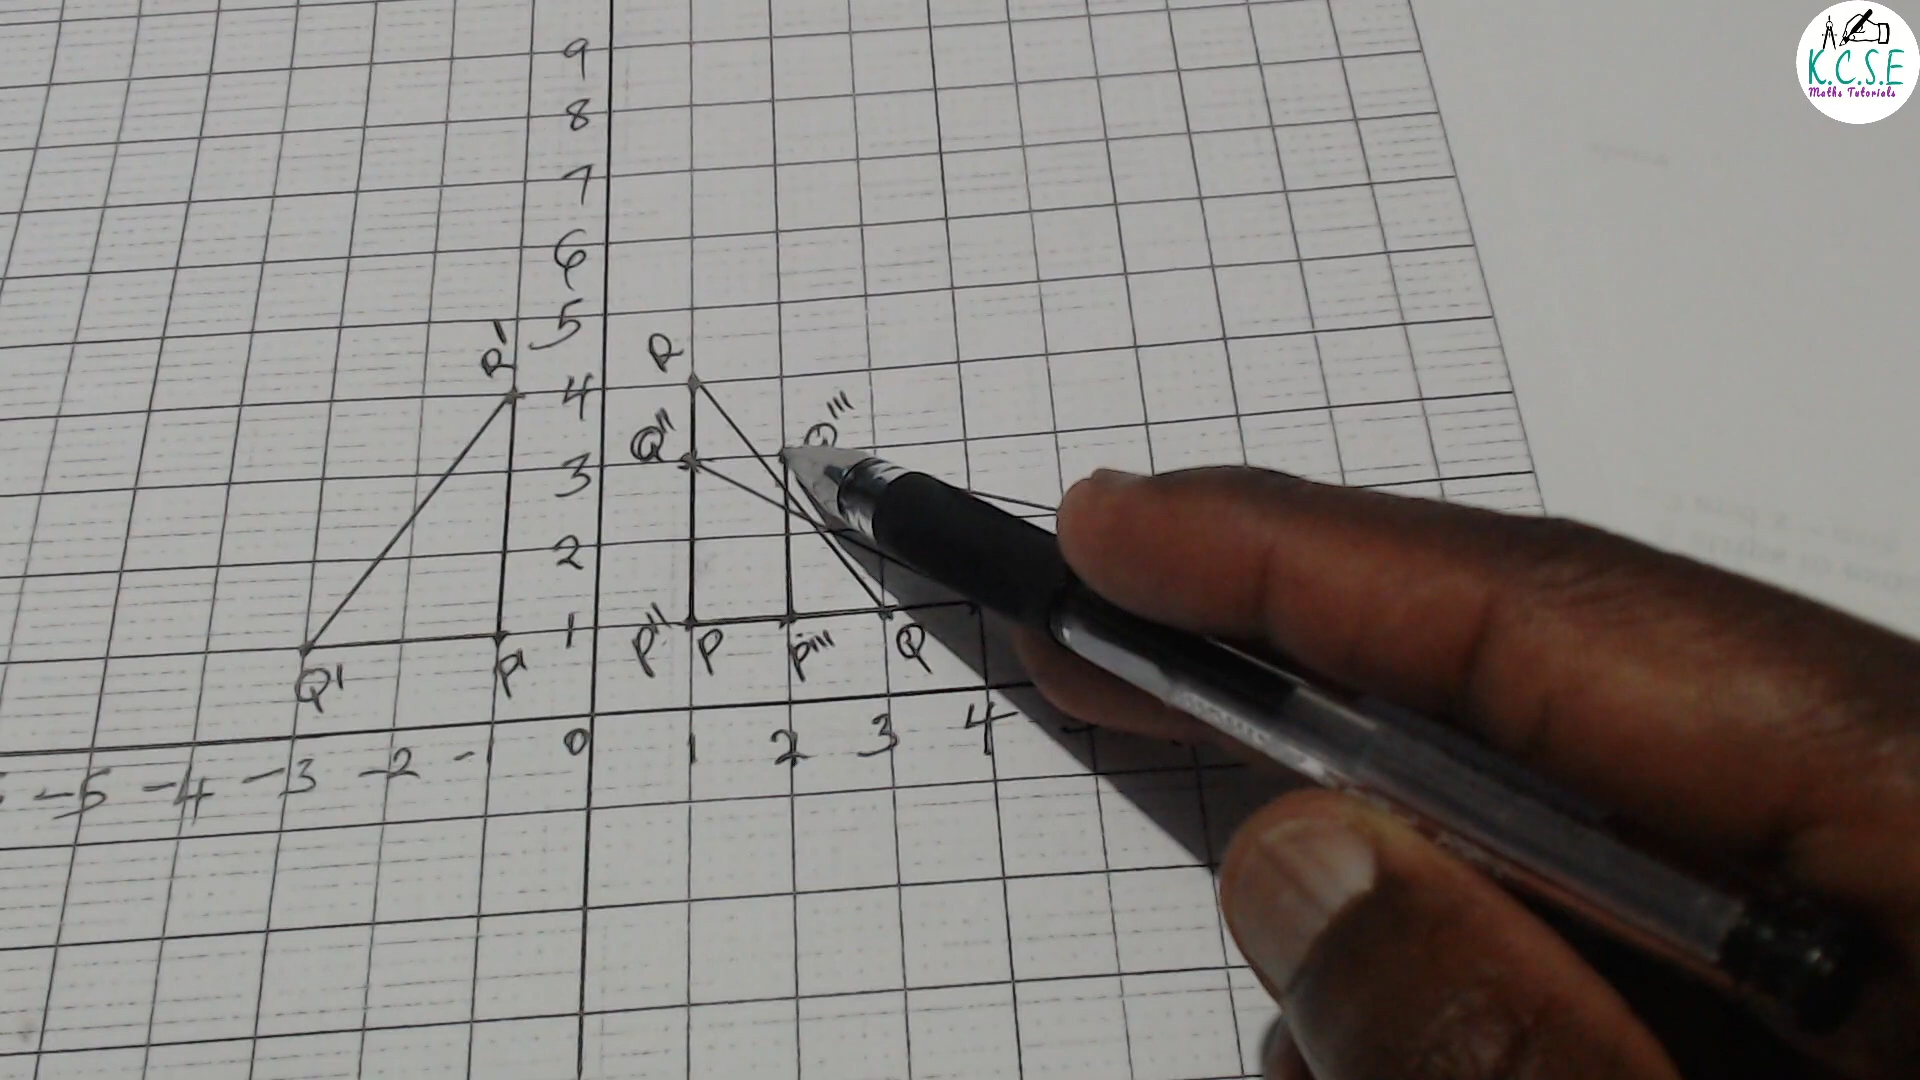 K.C.S.E
Maths Tutorials
9
8
7
6
5
4
3
2
1
R'
R
Q''
Q'''
Q'
P'
P''
P
P'''
Q
-5 -4 -3 -2 -1 0 1 2 3 4